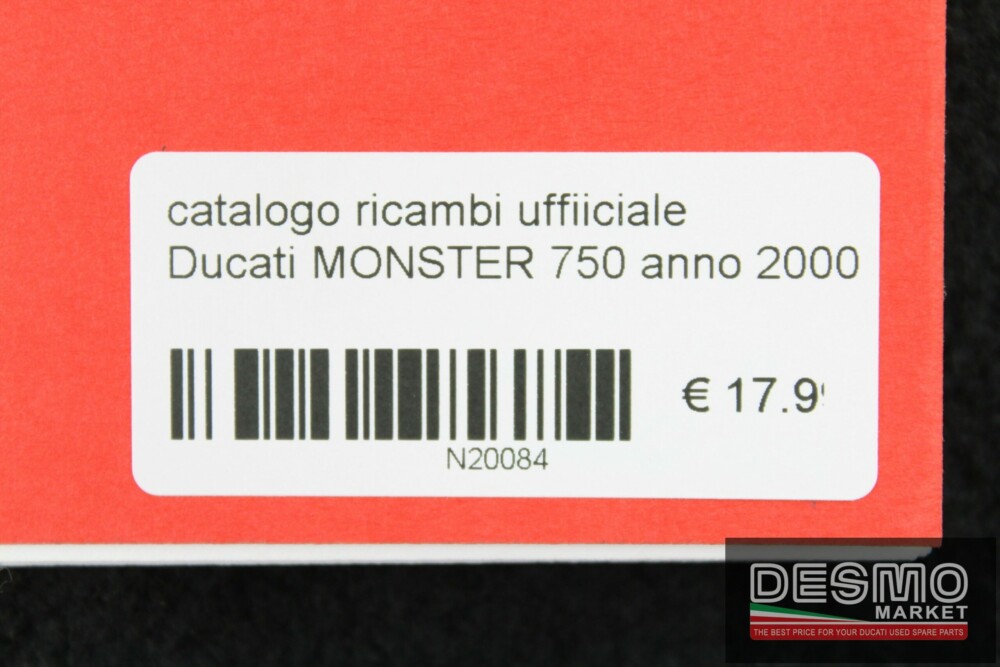 catalogo ricambi uffiiciale
Ducati MONSTER 750 anno 2000
€ 17.9
N20084
DESMO
MARKET
THE BEST PRICE FOR YOUR DUCATI USED SPARE PARTS